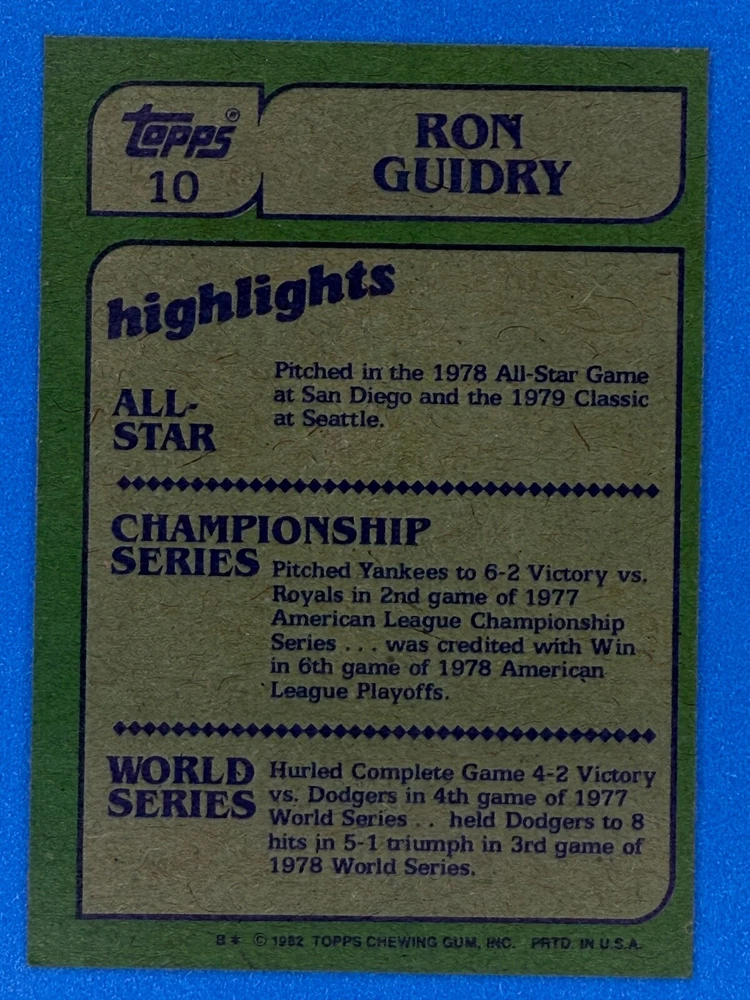 Topps®
10
RON
GUIDRY
highlights
ALL-
STAR
Pitched in the 1978 All-Star Game
at San Diego and the 1979 Classic
at Seattle.
CHAMPIONSHIP
SERIES
Pitched Yankees to 6-2 Victory vs.
Royals in 2nd game of 1977
American League Championship
Series . . . was credited with Win
in 6th game of 1978 American
League Playoffs.
WORLD
SERIES
Hurled Complete Game 4-2 Victory
vs. Dodgers in 4th game of 1977
World Series . . held Dodgers to 8
hits in 5-1 triumph in 3rd game of
1978 World Series.
B* © 1982 TOPPS CHEWING GUM, INC. PRTD. IN U.S.A.